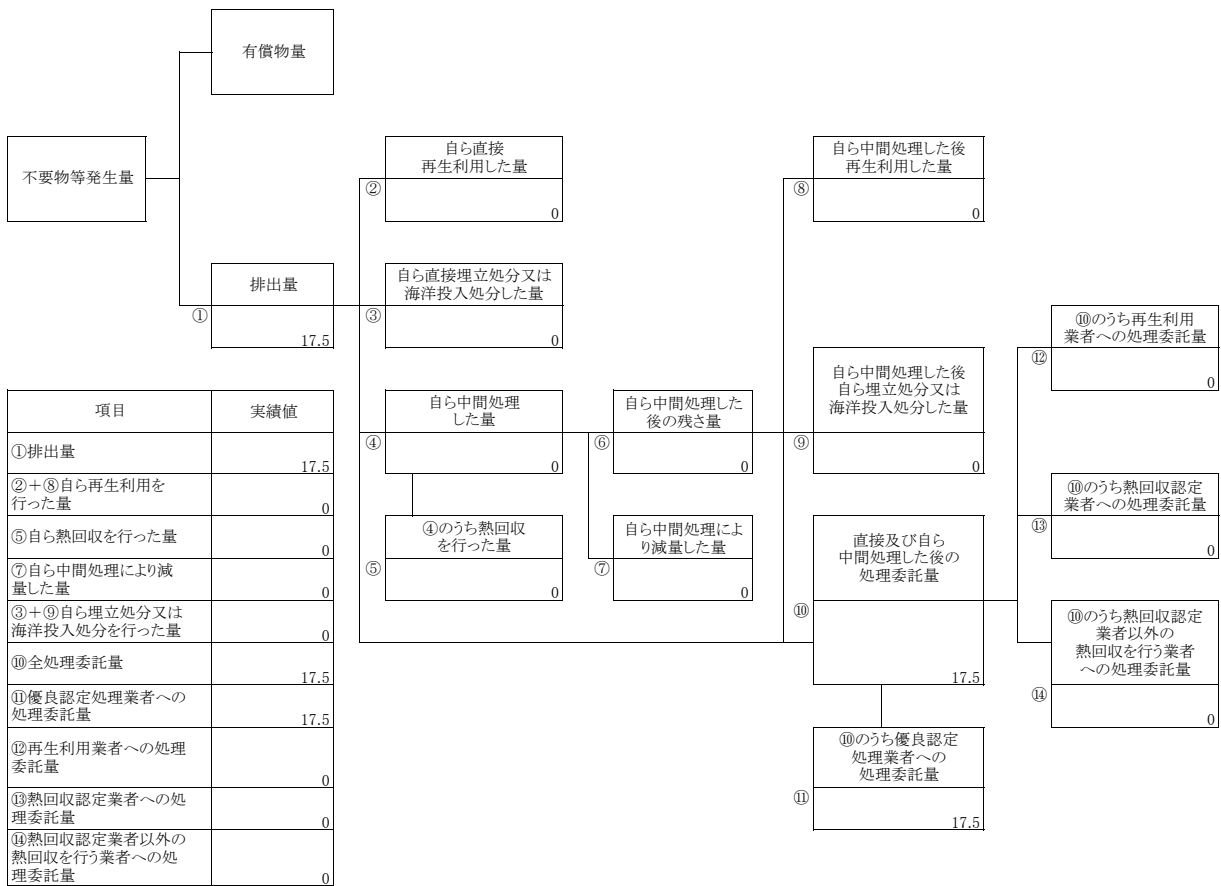 有償物量
不要物等発生量
自ら直接
再生利用した量
②
0
自ら中間処理した後
再生利用した量
⑧
0
排出量
①
17.5
自ら直接埋立処分又は
海洋投入処分した量
③
0
⑩のうち再生利用
業者への処理委託量
⑫
0
自ら中間処理
した量
④
0
自ら中間処理した
後の残さ量
⑥
0
自ら中間処理した後
自ら埋立処分又は
海洋投入処分した量
⑨
0
⑩のうち熱回収認定
業者への処理委託量
⑬
0
④のうち熱回収
を行った量
⑤
0
自ら中間処理によ
り減量した量
⑦
0
直接及び自ら
中間処理した後の
処理委託量
⑩
17.5
⑩のうち熱回収認定
業者以外の
熱回収を行う業者
への処理委託量
⑭
0
⑩のうち優良認定
処理業者への
処理委託量
⑪
17.5
項目 実績値
①排出量
17.5
②＋⑧自ら再生利用を
行った量
0
⑤自ら熱回収を行った量
0
⑦自ら中間処理により減
量した量
0
③＋⑨自ら埋立処分又は
海洋投入処分を行った量
0
⑩全処理委託量
17.5
⑪優良認定処理業者への
処理委託量
17.5
⑫再生利用業者への処理
委託量
0
⑬熱回収認定業者への処
理委託量
0
⑭熱回収認定業者以外の
熱回収を行う業者への処
理委託量
0